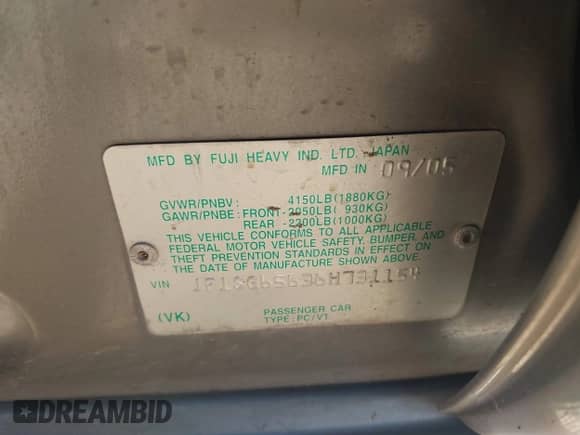 MFD BY FUJI HEAVY IND. LTD. JAPAN
MFD IN 09/05
GVWR/PNBV : 4150LB(1880KG)
GAWR/PNBE : FRONT-2050LB( 930KG)
REAR -2200LB(1000KG)
THIS VEHICLE CONFORMS TO ALL APPLICABLE
FEDERAL MOTOR VEHICLE SAFETY, BUMPER, AND
THEFT PREVENTION STANDARDS IN EFFECT ON
THE DATE OF MANUFACTURE SHOWN ABOVE.
VIN
(VK)
PASSENGER CAR
TYPE : PC/VT
DREAMBID